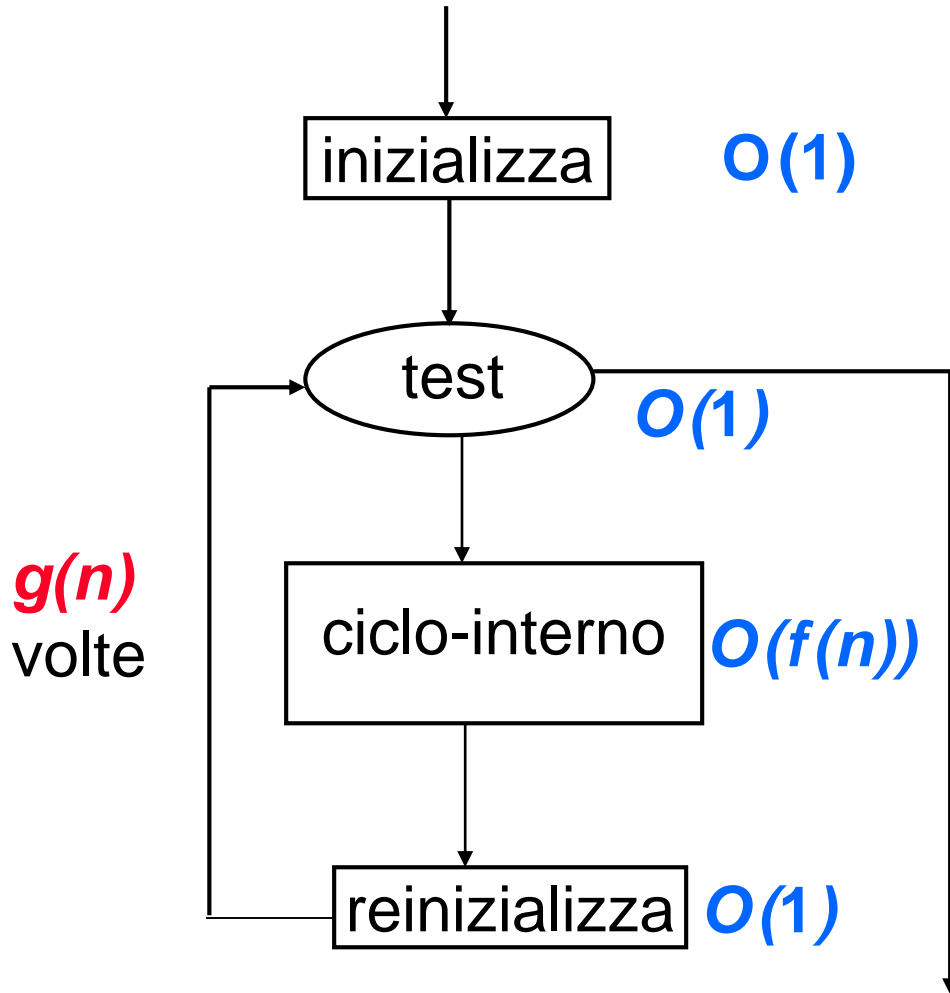 inizializza
O(1)
test
O(1)
g(n)
volte
ciclo-interno
O(f(n))
reinizializza
O(1)